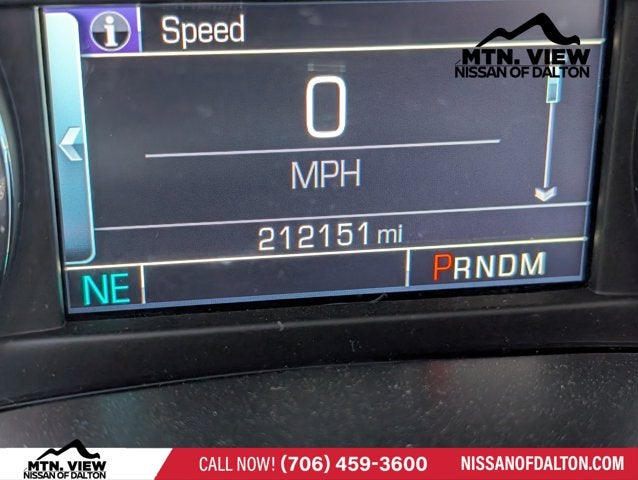 i Speed
MTN. VIEW
NISSAN OF DALTON
0
MPH
212151 mi
NE
PRNDM
MTN. VIEW
NISSAN OF DALTON
CALL NOW! (706) 459-3600
NISSANOFDALTON.COM